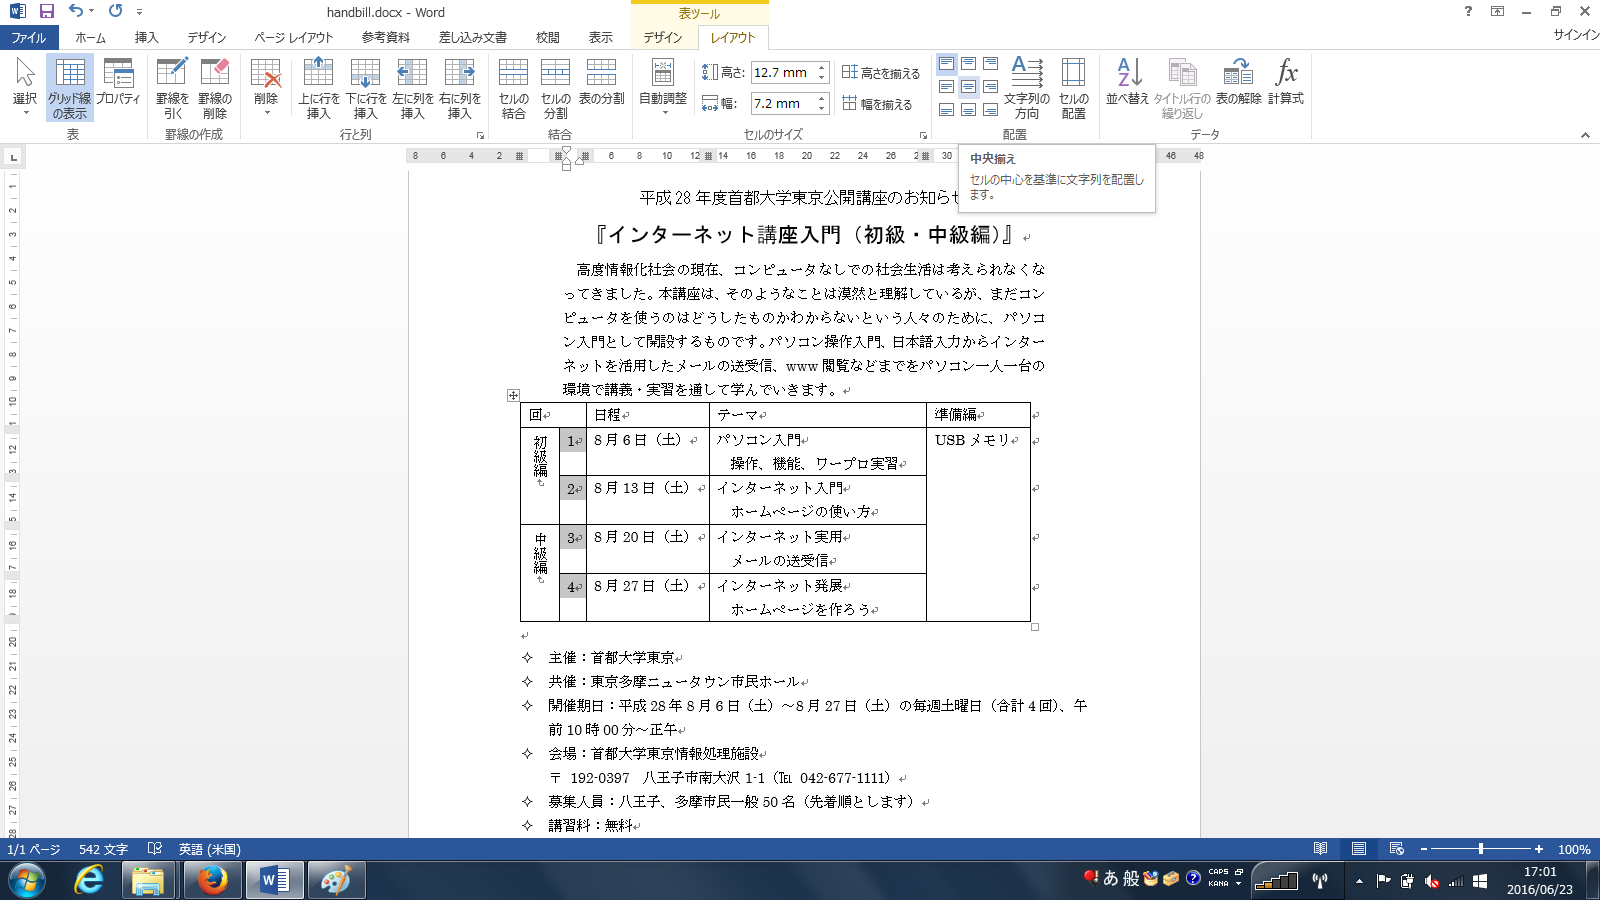 handbill.docx - Word
表ツール
ファイル ホーム 挿入 デザイン ページ レイアウト 参考資料 差し込み文書 校閲 表示 デザイン レイアウト サインイン
選択 グリッド線の表示 プロパティ 罫線を引く 罫線の削除 削除 上に行を挿入 下に行を挿入 左に列を挿入 右に列を挿入 セルの結合 セルの分割 表の分割 自動調整 高さ: 12.7 mm 高さを揃える
幅: 7.2 mm 幅を揃える
文字列の方向 セルの配置 並べ替え タイトル行の繰り返し 表の解除 計算式
表 罫線の作成 行と列 結合 セルのサイズ 配置 データ
8 6 4 2 6 8 10 12 14 16 18 20 22 24 26 28 30 46 48
中央揃え
セルの中心を基準に文字列を配置し
ます。
平成 28 年度首都大学東京公開講座のお知らせ
『インターネット講座入門（初級・中級編）』
高度情報化社会の現在、コンピュータなしでの社会生活は考えられなくな
ってきました。本講座は、そのようなことは漠然と理解しているが、まだコン
ピュータを使うのはどうしたものかわからないという人々のために、パソコ
ン入門として開設するものです。パソコン操作入門、日本語入力からインター
ネットを活用したメールの送受信、www 閲覧などまでをパソコン一人一台の
環境で講義・実習を通して学んでいきます。
回 日程 テーマ 準備編
初級編 1 8 月 6 日（土） パソコン入門 USB メモリ
操作、機能、ワープロ実習
2 8 月 13 日（土） インターネット入門
ホームページの使い方
中級編 3 8 月 20 日（土） インターネット実用
メールの送受信
4 8 月 27 日（土） インターネット発展
ホームページを作ろう
✧ 主催：首都大学東京
✧ 共催：東京多摩ニュータウン市民ホール
✧ 開催期日：平成 28 年 8 月 6 日（土）～8 月 27 日（土）の毎週土曜日（合計 4 回）、午
前 10 時 00 分～正午
✧ 会場：首都大学東京情報処理施設
〒 192-0397 八王子市南大沢 1-1（℡ 042-677-1111）
✧ 募集人員：八王子、多摩市民一般 50 名（先着順とします）
✧ 講習料：無料
1/1 ページ 542 文字 英語 (米国) 100%
あ 般 CAPS KANA 17:01
2016/06/23